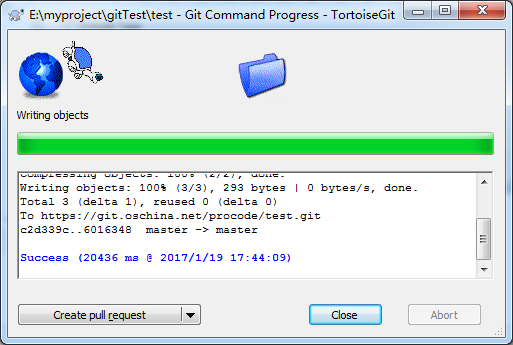 E:\myproject\gitTest\test - Git Command Progress - TortoiseGit
Writing objects
Compressing objects: 100% (2/2), done.
Writing objects: 100% (3/3), 293 bytes | 0 bytes/s, done.
Total 3 (delta 1), reused 0 (delta 0)
To https://git.oschina.net/procode/test.git
c2d339c..6016348  master -> master
Success (20436 ms @ 2017/1/19 17:44:09)
Create pull request
Close
Abort